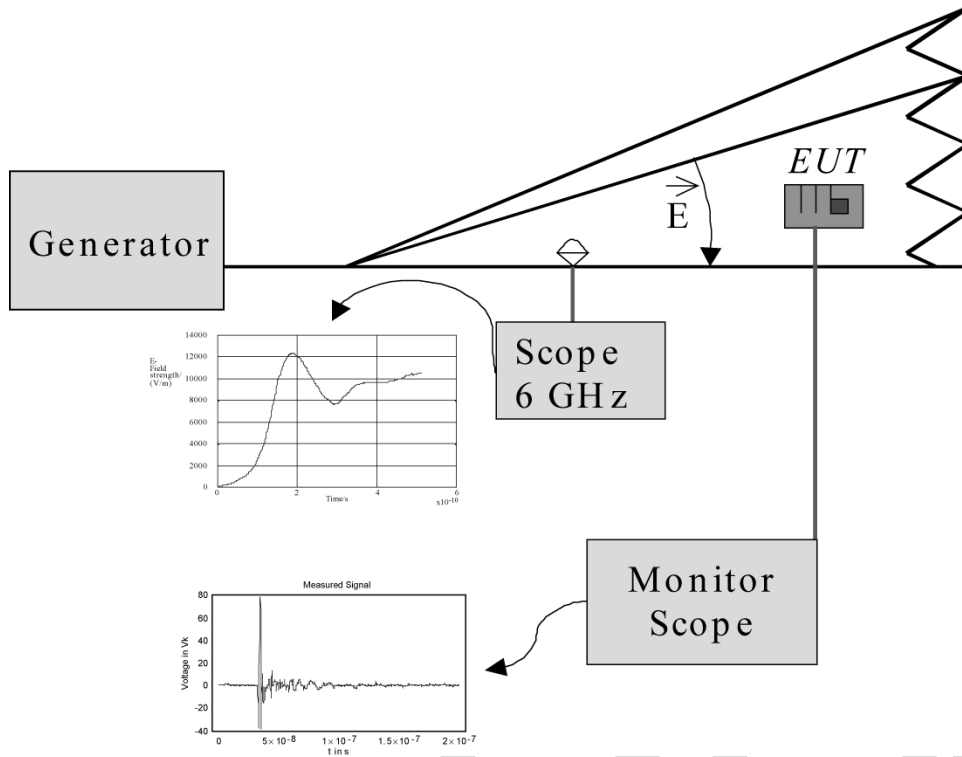 EUT
E
Generator
Scope
6 GHz
E-
Field
strength/
(V/m)
14000
12000
10000
8000
6000
4000
2000
0
0 2 4 6
Time/s
x10-10
Monitor
Scope
Measured Signal
Voltage in Vk
80
60
40
20
0
-20
-40
0 5×10-8 1×10-7 1.5×10-7 2×10-7
t in s